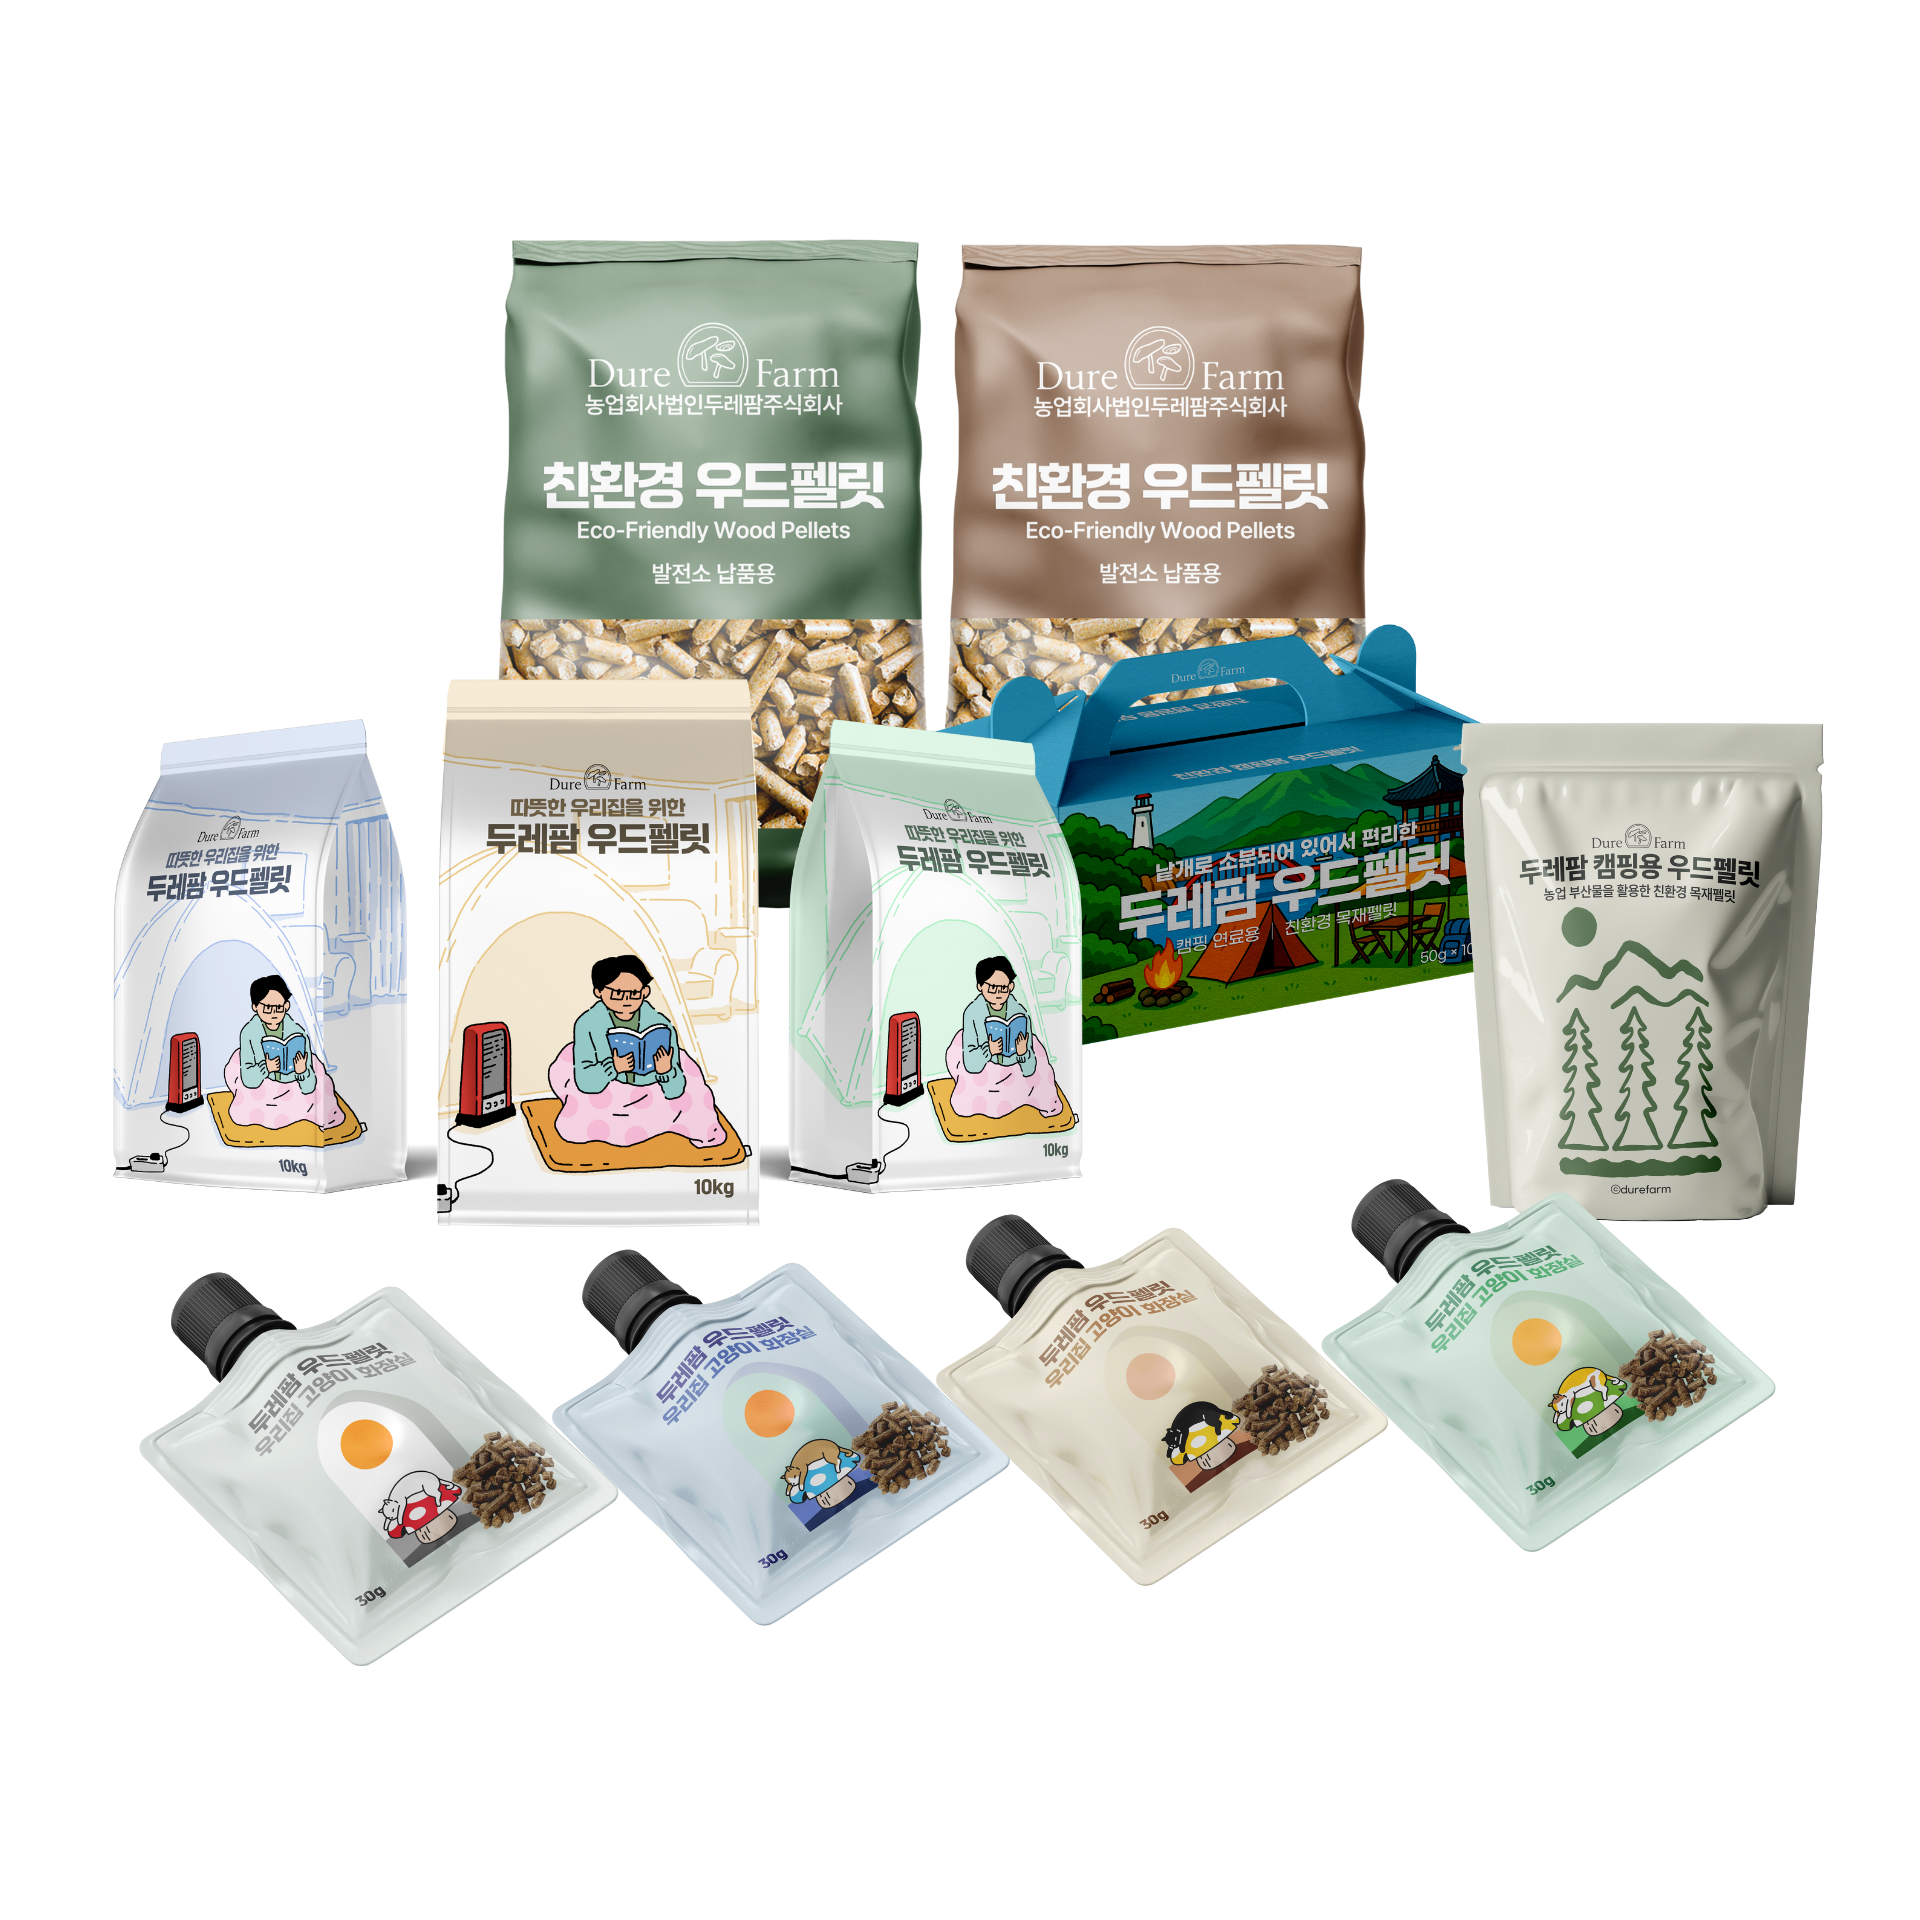 Dure Farm
농업회사법인두레팜주식회사
친환경 우드펠릿
Eco-Friendly Wood Pellets
발전소 납품용
Dure Farm
농업회사법인두레팜주식회사
친환경 우드펠릿
Eco-Friendly Wood Pellets
발전소 납품용
Dure Farm
따뜻한 우리집을 위한
두레팜 우드펠릿
10kg
Dure Farm
따뜻한 우리집을 위한
두레팜 우드펠릿
10kg
Dure Farm
따뜻한 우리집을 위한
두레팜 우드펠릿
10kg
Dure Farm
친환경 캠핑용 우드펠릿
낱개로 소분되어 있어서 편리한
두레팜 우드펠릿
캠핑 연료용 친환경 목재펠릿
50g × 10
Dure Farm
두레팜 캠핑용 우드펠릿
농업 부산물을 활용한 친환경 목재펠릿
©durefarm
두레팜 우드펠릿
우리집 고양이 화장실
30g
두레팜 우드펠릿
우리집 고양이 화장실
30g
두레팜 우드펠릿
우리집 고양이 화장실
30g
두레팜 우드펠릿
우리집 고양이 화장실
30g